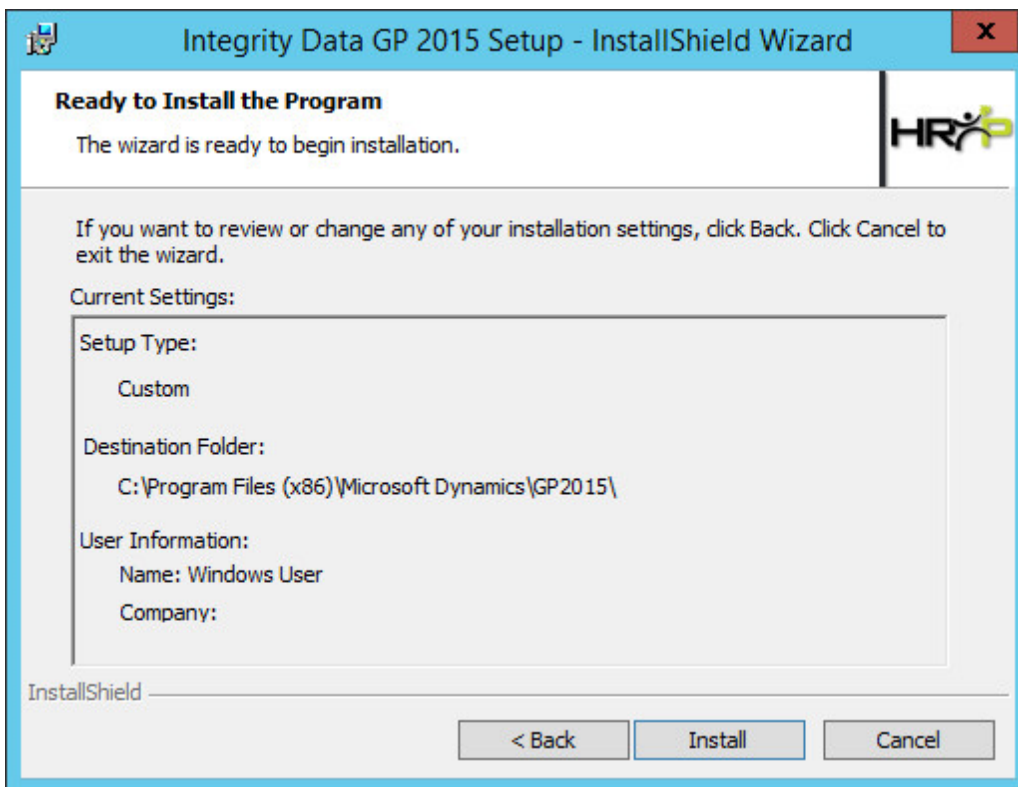 Integrity Data GP 2015 Setup - InstallShield Wizard
x
Ready to Install the Program
The wizard is ready to begin installation.
HRP
If you want to review or change any of your installation settings, click Back. Click Cancel to
exit the wizard.
Current Settings:
Setup Type:
Custom
Destination Folder:
C:\Program Files (x86)\Microsoft Dynamics\GP2015\
User Information:
Name: Windows User
Company:
InstallShield
< Back
Install
Cancel